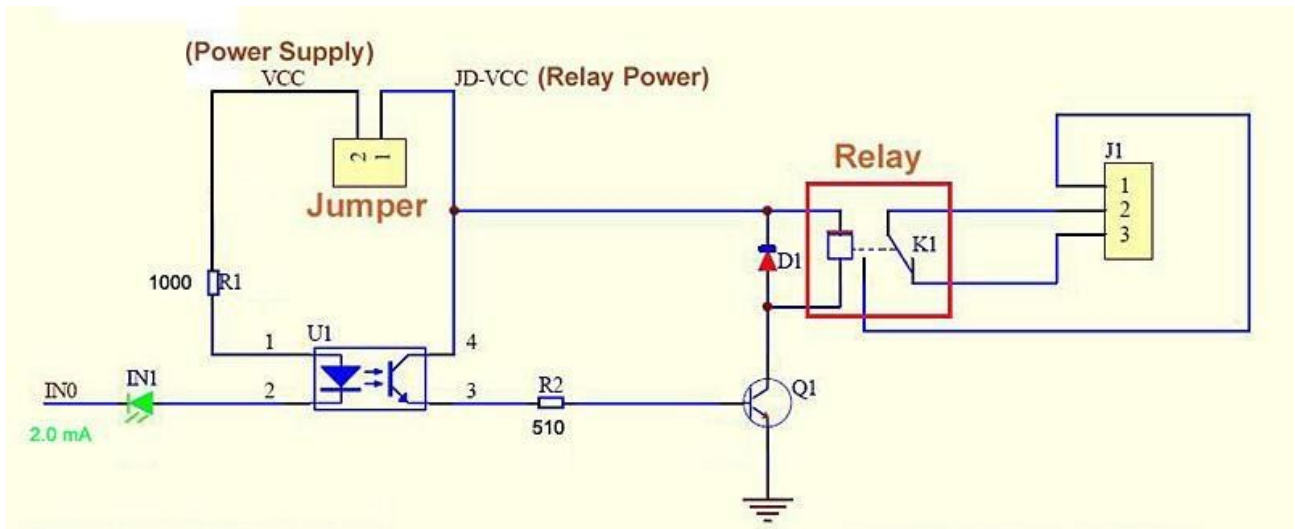 (Power Supply)
VCC
JD-VCC (Relay Power)
2 1
Jumper
Relay
J1
1
2
3
K1
D1
1000 R1
U1
1
4
IN0
IN1
2
3
R2
Q1
2.0 mA
510